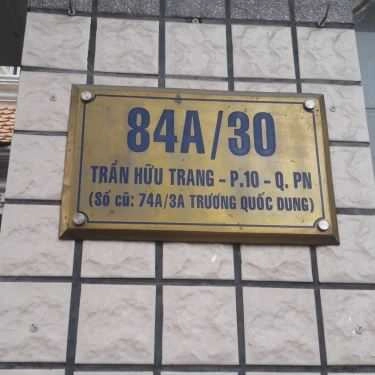 84A/30
TRẦN HỮU TRANG - P.10 - Q. PN
(Số cũ: 74A/3A TRƯƠNG QUỐC DUNG)